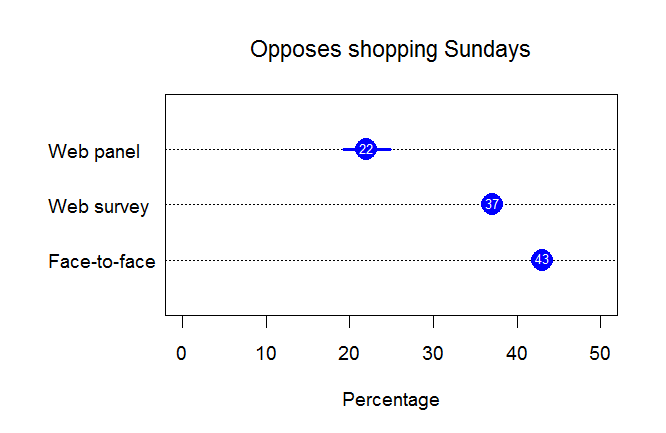 Opposes shopping Sundays
Web panel
22
Web survey
37
Face-to-face
43
0 10 20 30 40 50
Percentage